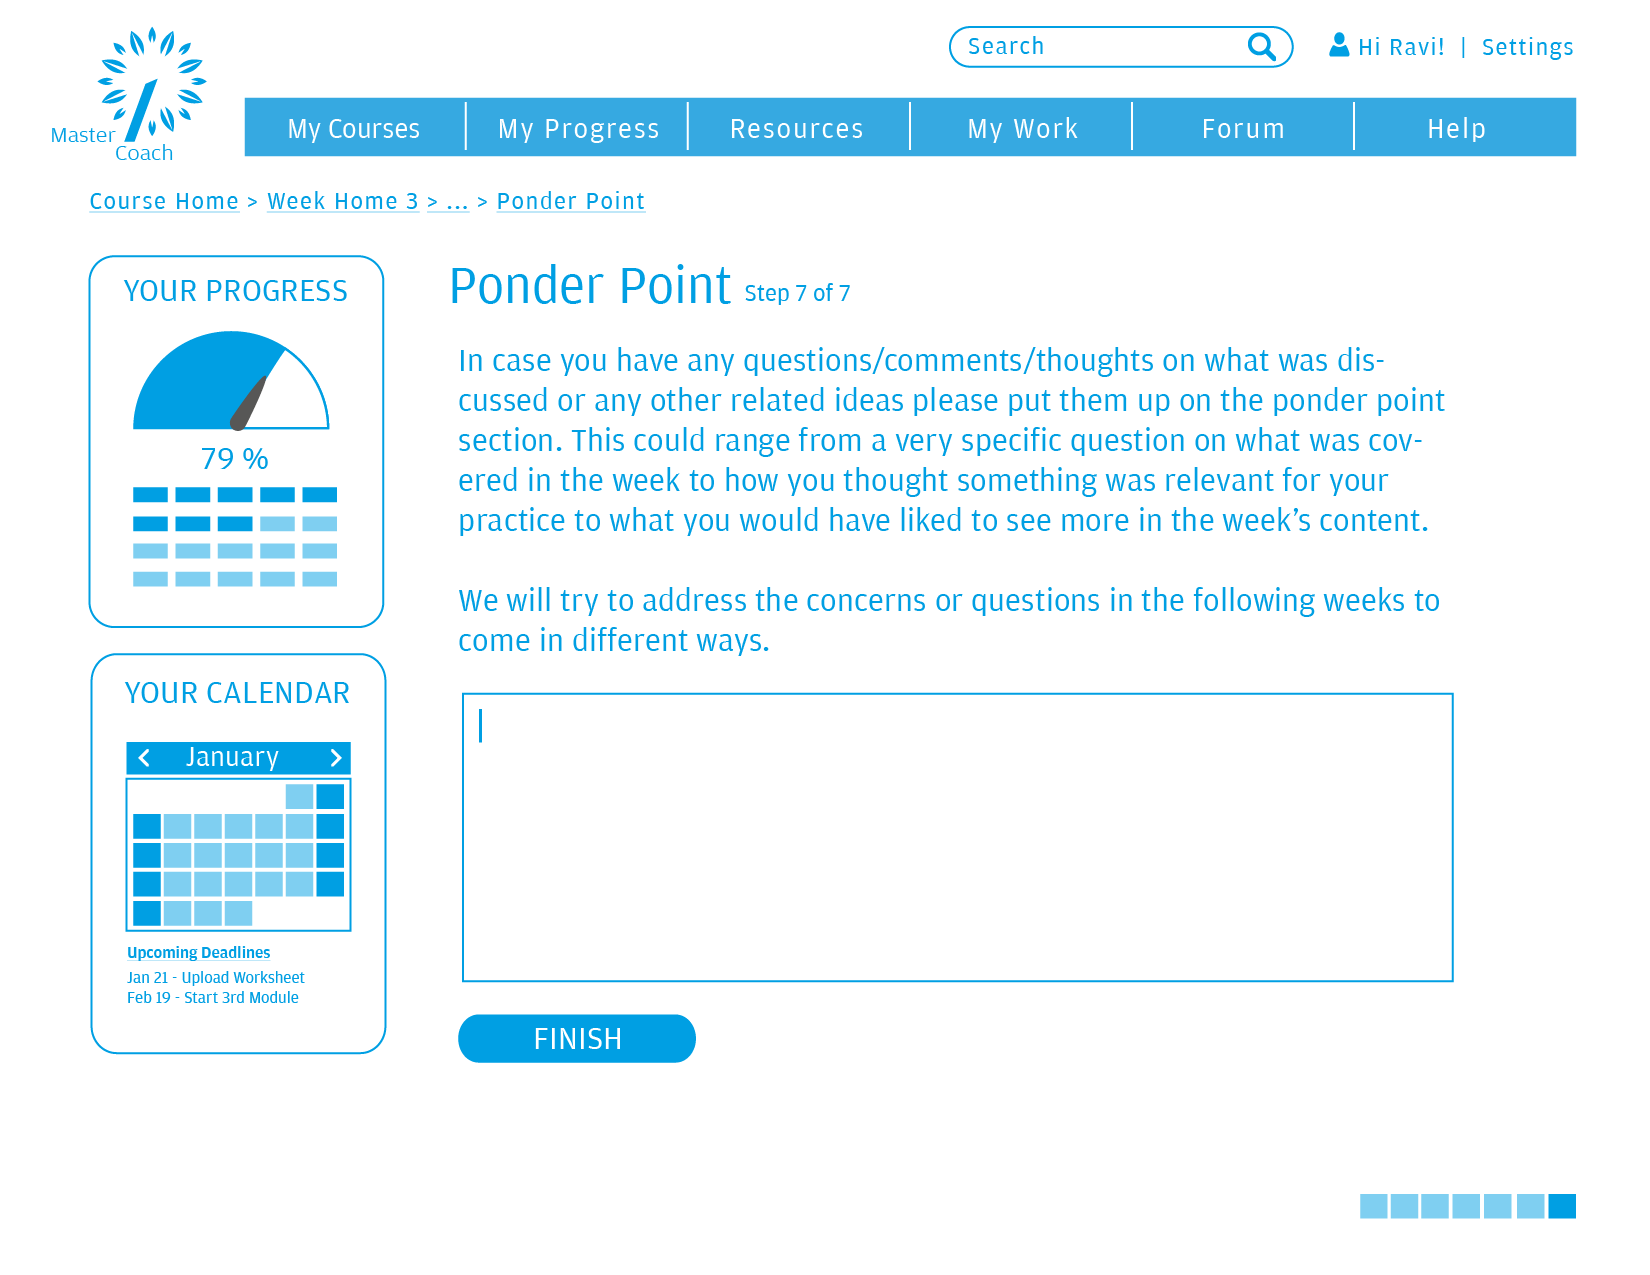 Master
Coach
Search
Hi Ravi! | Settings
My Courses
My Progress
Resources
My Work
Forum
Help
Course Home > Week Home 3 > ... > Ponder Point
YOUR PROGRESS
79 %
YOUR CALENDAR
January
Upcoming Deadlines
Jan 21 - Upload Worksheet
Feb 19 - Start 3rd Module
Ponder Point Step 7 of 7
In case you have any questions/comments/thoughts on what was dis-
cussed or any other related ideas please put them up on the ponder point
section. This could range from a very specific question on what was cov-
ered in the week to how you thought something was relevant for your
practice to what you would have liked to see more in the week’s content.
We will try to address the concerns or questions in the following weeks to
come in different ways.
FINISH